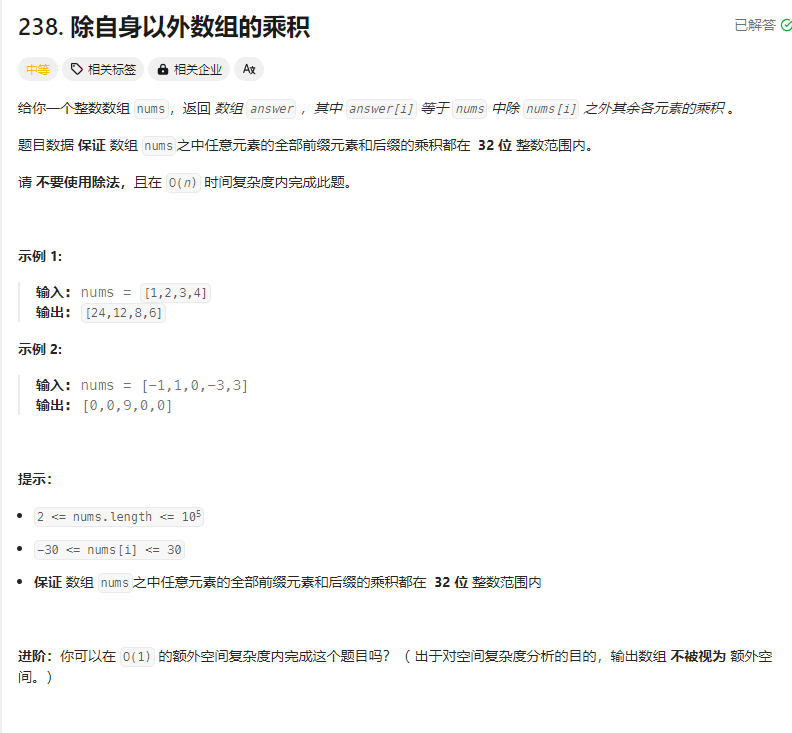 238. 除自身以外数组的乘积
已解答
中等 相关标签 相关企业 Aҳ
给你一个整数数组 nums，返回 数组 answer ，其中 answer[i] 等于 nums 中除 nums[i] 之外其余各元素的乘积 。
题目数据 保证 数组 nums之中任意元素的全部前缀元素和后缀的乘积都在 32 位 整数范围内。
请 不要使用除法，且在 O(n) 时间复杂度内完成此题。
示例 1:
输入: nums = [1,2,3,4]
输出: [24,12,8,6]
示例 2:
输入: nums = [-1,1,0,-3,3]
输出: [0,0,9,0,0]
提示：
• 2 <= nums.length <= 10⁵
• -30 <= nums[i] <= 30
• 保证 数组 nums之中任意元素的全部前缀元素和后缀的乘积都在 32 位 整数范围内
进阶：你可以在 O(1) 的额外空间复杂度内完成这个题目吗？（ 出于对空间复杂度分析的目的，输出数组 不被视为 额外空
间。）